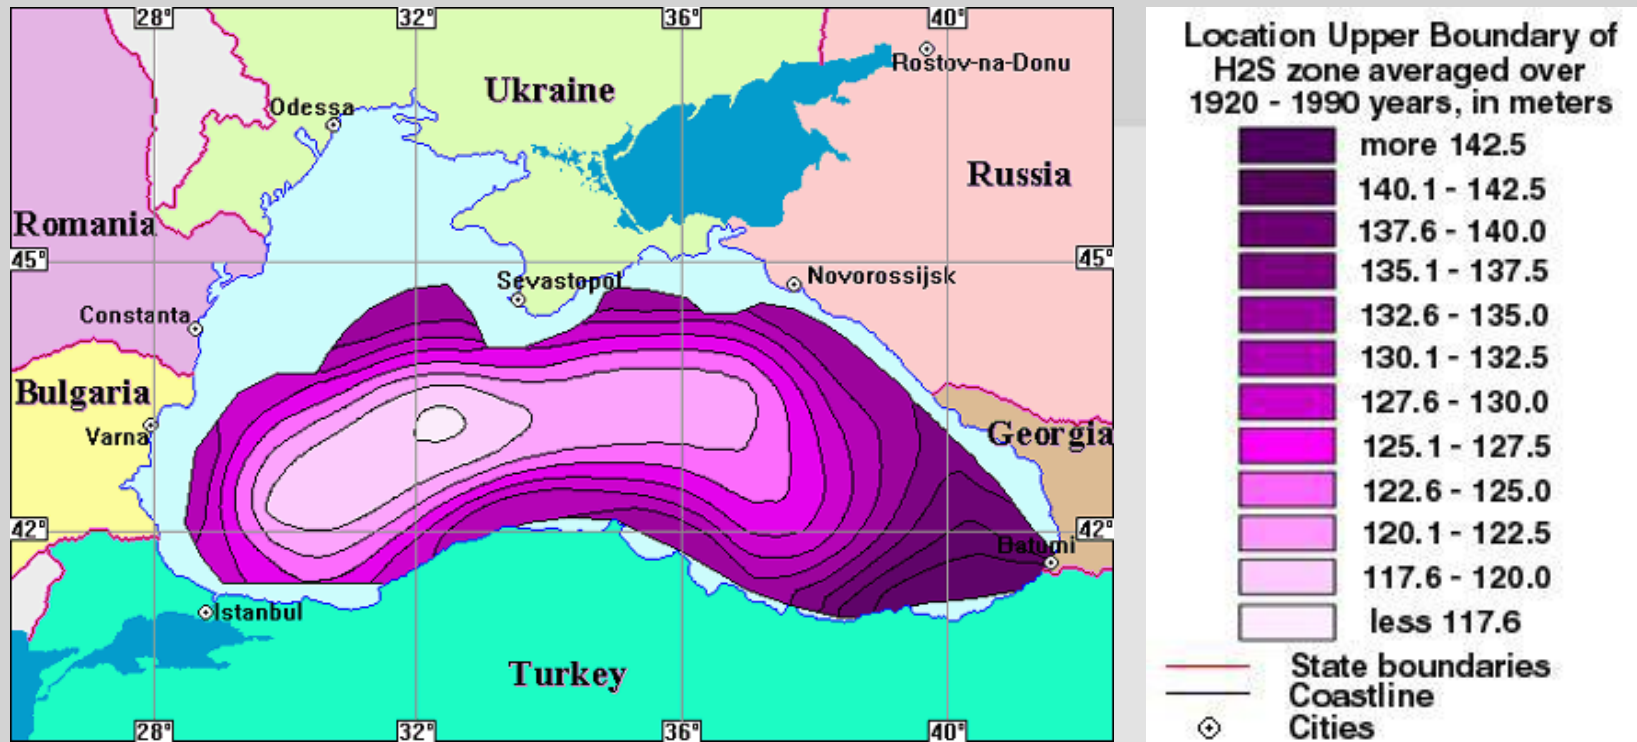 28°
32°
36°
40°
Rostov-na-Donu
Ukraine
Odessa
Russia
Romania
45°
45°
Sevastopol
Novorossijsk
Constanta
Bulgaria
Varna
Georgia
42°
42°
Batumi
Istanbul
Turkey
28°
32°
36°
40°
Location Upper Boundary of
H2S zone averaged over
1920 - 1990 years, in meters
more 142.5
140.1 - 142.5
137.6 - 140.0
135.1 - 137.5
132.6 - 135.0
130.1 - 132.5
127.6 - 130.0
125.1 - 127.5
122.6 - 125.0
120.1 - 122.5
117.6 - 120.0
less 117.6
State boundaries
Coastline
Cities